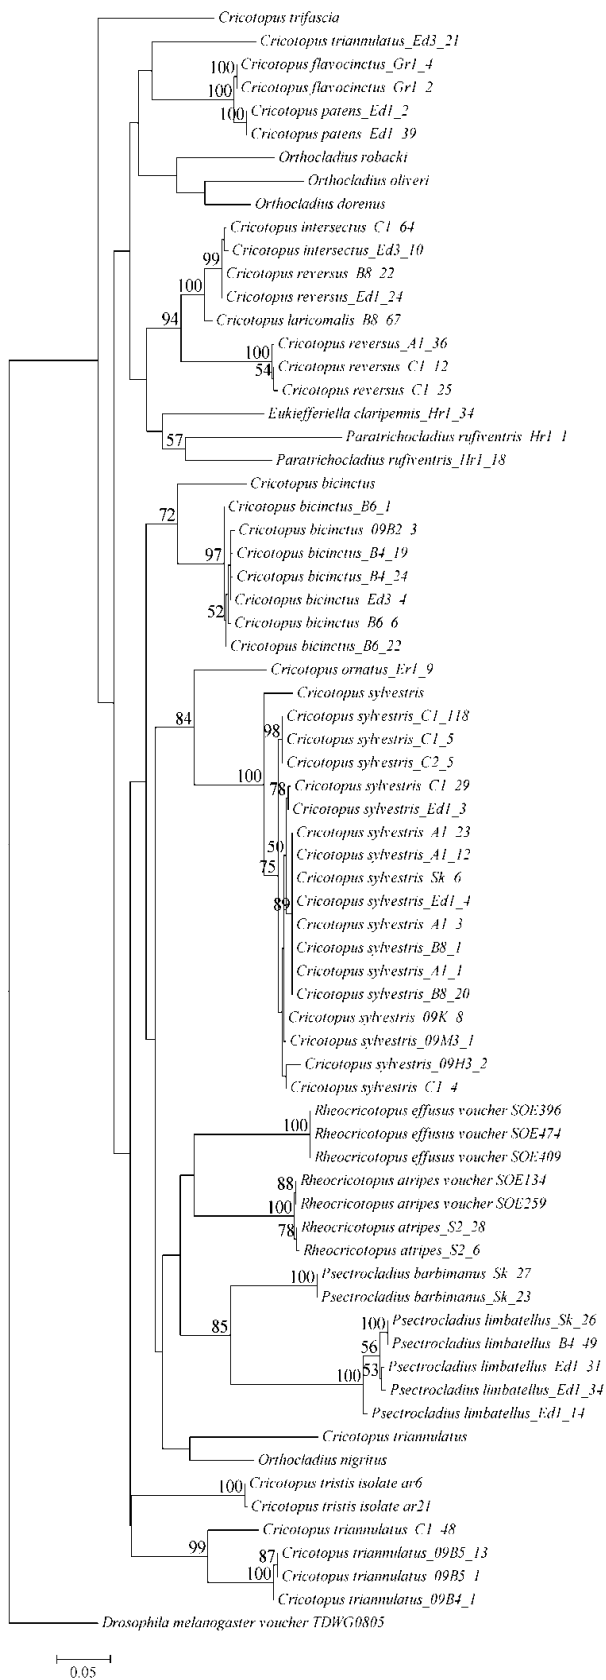 Cricotopus trifascia
Cricotopus triannulatus_Ed3_21
100 Cricotopus flavocinctus_Gr1_4
100 Cricotopus flavocinctus_Gr1_2
100 Cricotopus patens_Ed1_2
Cricotopus patens_Ed1_39
Orthocladius robacki
Orthocladius oliveri
Orthocladius dorenus
Cricotopus intersectus_C1_64
Cricotopus intersectus_Ed3_10
99
Cricotopus reversus_B8_22
100
Cricotopus reversus_Ed1_24
94 Cricotopus laricomalis_B8_67
Cricotopus reversus_A1_36
100
Cricotopus reversus_C1_12
54
Cricotopus reversus_C1_25
Eukiefferiella claripennis_Hr1_34
57 Paratrichocladius rufiventris_Hr1_1
Paratrichocladius rufiventris_Hr1_18
Cricotopus bicinctus
72 Cricotopus bicinctus_B6_1
Cricotopus bicinctus_09B2_3
97 Cricotopus bicinctus_B4_19
Cricotopus bicinctus_B4_24
Cricotopus bicinctus_Ed3_4
52
Cricotopus bicinctus_B6_6
Cricotopus bicinctus_B6_22
Cricotopus ornatus_Er1_9
Cricotopus sylvestris
84 Cricotopus sylvestris_C1_118
98
Cricotopus sylvestris_C1_5
Cricotopus sylvestris_C2_5
100
78 Cricotopus sylvestris_C1_29
Cricotopus sylvestris_Ed1_3
Cricotopus sylvestris_A1_23
50
Cricotopus sylvestris_A1_12
75
Cricotopus sylvestris_Sk_6
89 Cricotopus sylvestris_Ed1_4
Cricotopus sylvestris_A1_3
Cricotopus sylvestris_B8_1
Cricotopus sylvestris_A1_1
Cricotopus sylvestris_B8_20
Cricotopus sylvestris_09K_8
Cricotopus sylvestris_09M3_1
Cricotopus sylvestris_09H3_2
Cricotopus sylvestris_C1_4
Rheocricotopus effusus voucher SOE396
100
Rheocricotopus effusus voucher SOE474
Rheocricotopus effusus voucher SOE409
88 Rheocricotopus atripes voucher SOE134
100 Rheocricotopus atripes voucher SOE259
78 Rheocricotopus atripes_S2_28
Rheocricotopus atripes_S2_6
100 Psectrocladius barbimanus_Sk_27
Psectrocladius barbimanus_Sk_23
85 100 Psectrocladius limbatellus_Sk_26
56 Psectrocladius limbatellus_B4_49
53 Psectrocladius limbatellus_Ed1_31
100
Psectrocladius limbatellus_Ed1_34
Psectrocladius limbatellus_Ed1_14
Cricotopus triannulatus
Orthocladius nigritus
100 Cricotopus tristis isolate ar6
Cricotopus tristis isolate ar21
Cricotopus triannulatus_C1_48
99
87 Cricotopus triannulatus_09B5_13
100 Cricotopus triannulatus_09B5_1
Cricotopus triannulatus_09B4_1
Drosophila melanogaster voucher TDWG0805
0.05